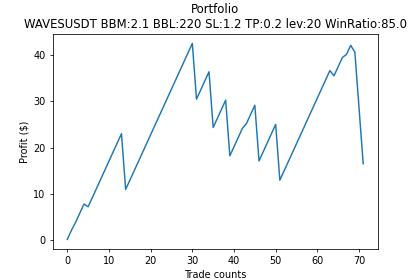 Portfolio
WAVESUSDT BBM:2.1 BBL:220 SL:1.2 TP:0.2 lev:20 WinRatio:85.0
Profit ($)
40
30
20
10
0
0 10 20 30 40 50 60 70
Trade counts